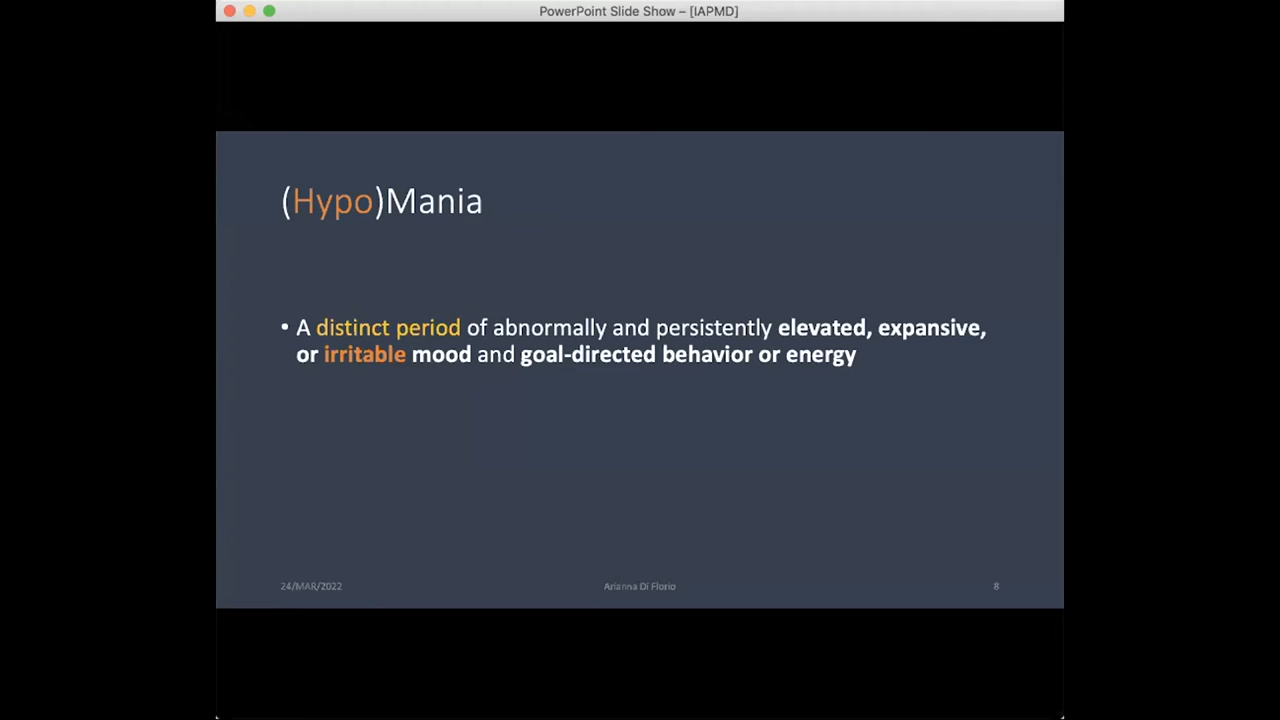 PowerPoint Slide Show – [IAPMD]
(Hypo)Mania
• A distinct period of abnormally and persistently elevated, expansive,
or irritable mood and goal-directed behavior or energy
24/MAR/2022 Arianna Di Florio 8